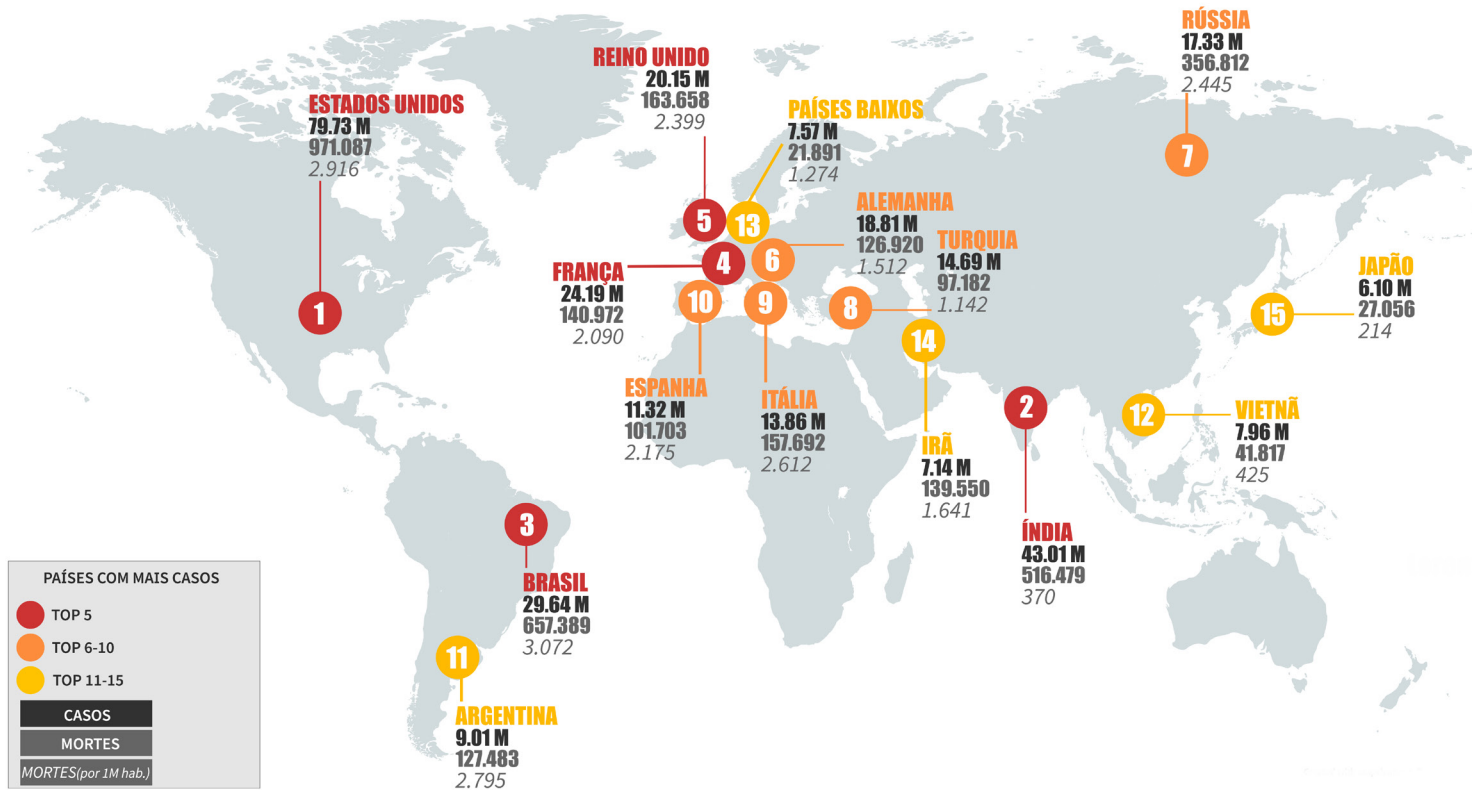 RÚSSIA
17.33 M
356.812
2.445
7
REINO UNIDO
20.15 M
163.658
2.399
5
ESTADOS UNIDOS
79.73 M
971.087
2.916
1
PAÍSES BAIXOS
7.57 M
21.891
1.274
13
ALEMANHA
18.81 M
126.920
1.512
6
TURQUIA
14.69 M
97.182
1.142
8
FRANÇA
24.19 M
140.972
2.090
4
JAPÃO
6.10 M
27.056
214
15
ESPANHA
11.32 M
101.703
2.175
10
ITÁLIA
13.86 M
157.692
2.612
9
IRÃ
7.14 M
139.550
1.641
14
VIETNÃ
7.96 M
41.817
425
12
ÍNDIA
43.01 M
516.479
370
2
BRASIL
29.64 M
657.389
3.072
3
ARGENTINA
9.01 M
127.483
2.795
11
PAÍSES COM MAIS CASOS
TOP 5
TOP 6-10
TOP 11-15
CASOS
MORTES
MORTES(por 1M hab.)